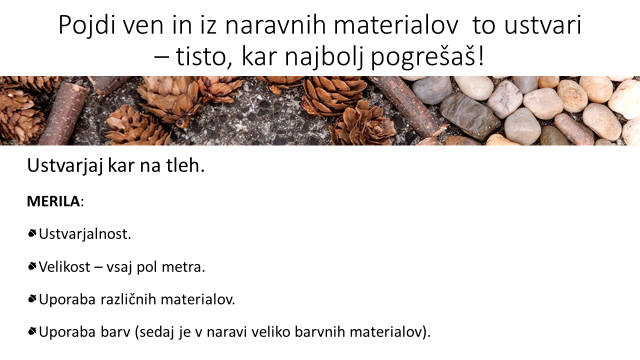 Pojdi ven in iz naravnih materialov to ustvari
– tisto, kar najbolj pogrešaš!
Ustvarjaj kar na tleh.
MERILA:
Ustvarjalnost.
Velikost – vsaj pol metra.
Uporaba različnih materialov.
Uporaba barv (sedaj je v naravi veliko barvnih materialov).